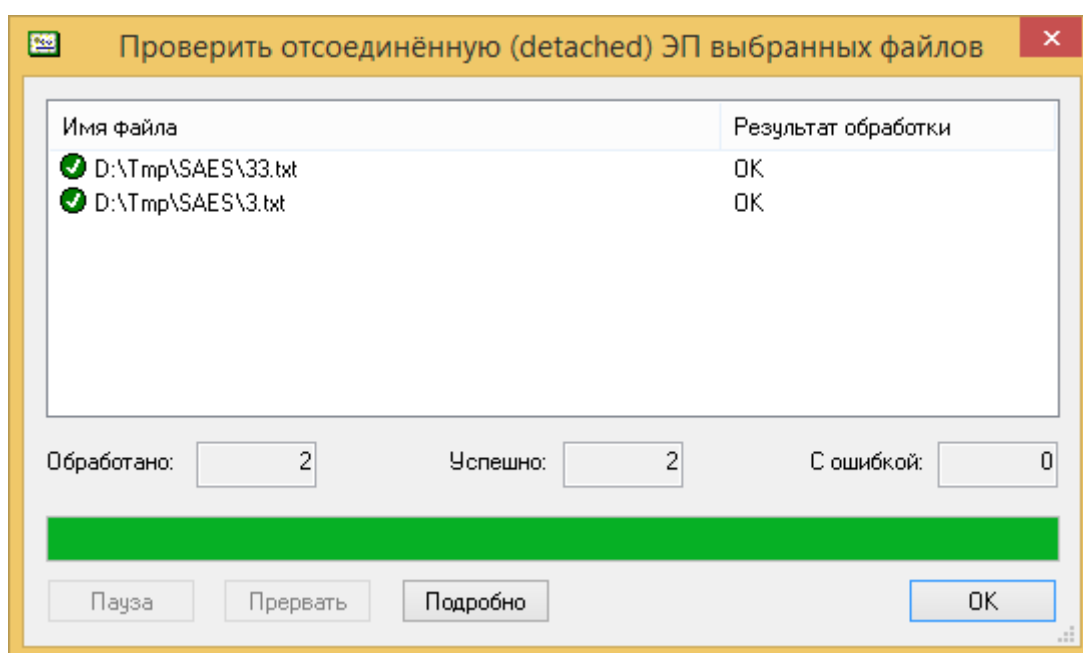 Проверить отсоединённую (detached) ЭП выбранных файлов
Имя файла Результат обработки
D:\Tmp\SAES\33.txt OK
D:\Tmp\SAES\3.txt OK
Обработано: 2 Успешно: 2 С ошибкой: 0
Пауза Прервать Подробно OK